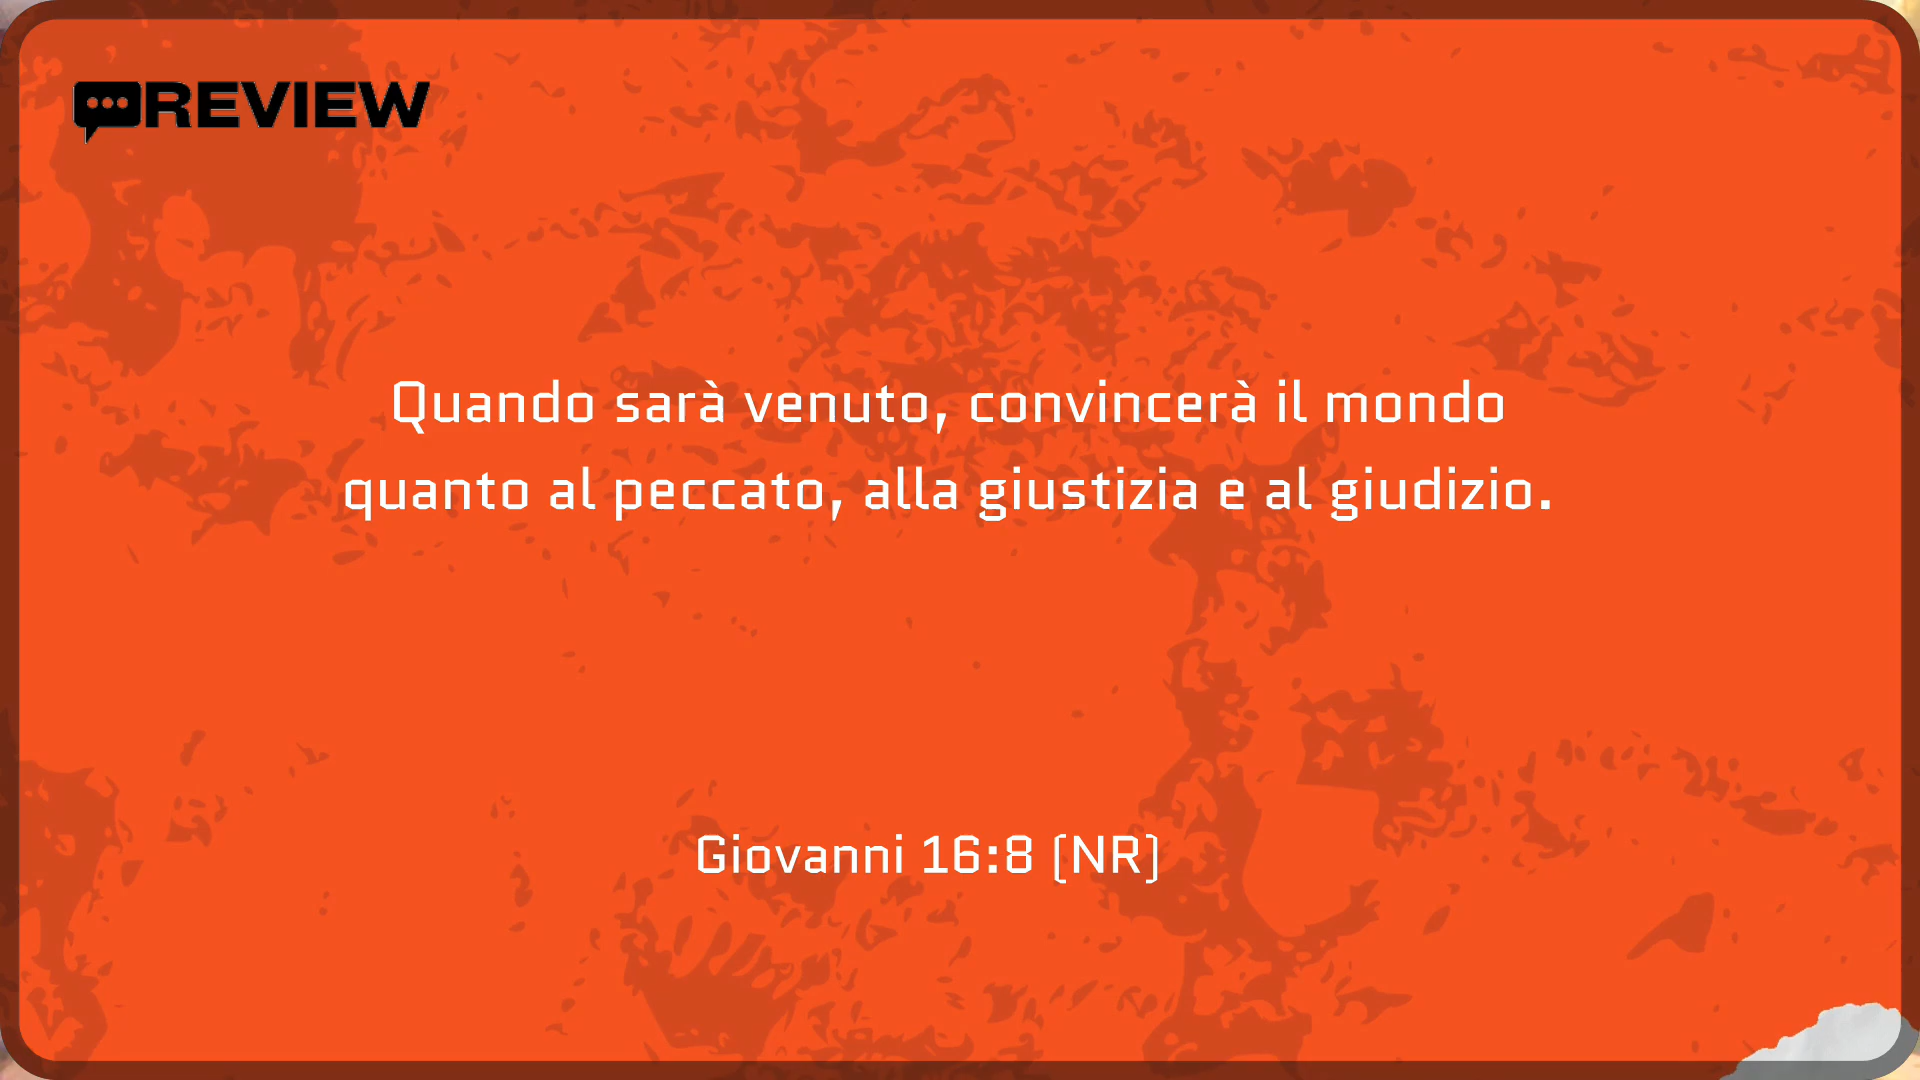 REVIEW
Quando sarà venuto, convincerà il mondo
quanto al peccato, alla giustizia e al giudizio.
Giovanni 16:8 (NR)